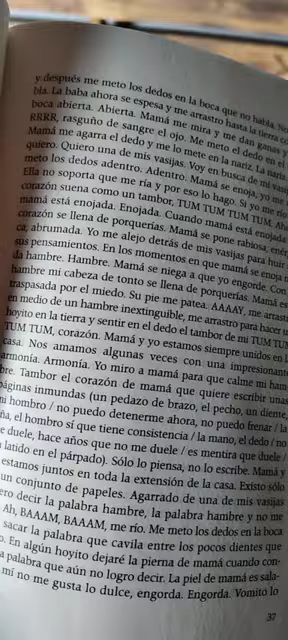 y después me meto los dedos en la boca que no habla. No
bla. La baba ahora se espesa y me arrastro hasta la tierra co
boca abierta. Abierta. Mamá me mira y me dan ganas y
RRRR, rasguño de sangre el ojo. Me meto el dedo en el
Mamá me agarra el dedo y me lo mete en la nariz. La nariz
quiero. Quiero una de mis vasijas. Voy en busca de mi vasi
meto los dedos adentro. Adentro. Mamá se enoja, yo me
Ella no soporta que me ría y por eso lo hago. Si yo me río
corazón suena como un tambor, TUM TUM TUM TUM. Ah
mamá está enojada. Enojada. Cuando mamá está enojada
corazón se llena de porquerías. Mamá se pone rabiosa,
ca, abrumada. Yo me alejo detrás de mis vasijas para huir
sus pensamientos. En los momentos en que mamá se enoja
da hambre. Hambre. Mamá se niega a que yo engorde. Con
hambre mi cabeza de tonto se llena de porquerías. Mamá es
traspasada por el miedo. Su pie me patea. AAAAY, me arrastr
en medio de un hambre inextinguible, me arrastro para hacer u
hoyito en la tierra y sentir en el dedo el tambor de mi TUM TUM
TUM TUM, corazón. Mamá y yo estamos siempre unidos en l
casa. Nos amamos algunas veces con una impresionante
armonía. Armonía. Yo miro a mamá para que calme mi ham
bre. Tambor el corazón de mamá que quiere escribir unas
páginas inmundas (un pedazo de brazo, el pecho, un diente,
mi hombro / no puedo detenerme ahora, no puedo frenar / la
ña, el hombro sí que tiene consistencia / la mano, el dedo / no
e duele, hace años que no me duele / es mentira que duele /
latido en el párpado). Sólo lo piensa, no lo escribe. Mamá y
estamos juntos en toda la extensión de la casa. Existo sólo
un conjunto de papeles. Agarrado de una de mis vasijas
ero decir la palabra hambre, la palabra hambre y no me
Ah, BAAAM, BAAAM, me río. Meto los dedos en la boca
sacar la palabra que cavila entre los pocos dientes que
o. En algún hoyito dejaré la pierna de mamá cuando con-
a palabra que aún no logro decir. La piel de mamá es sala-
mí no me gusta lo dulce, engorda. Engorda. Vomito lo
37